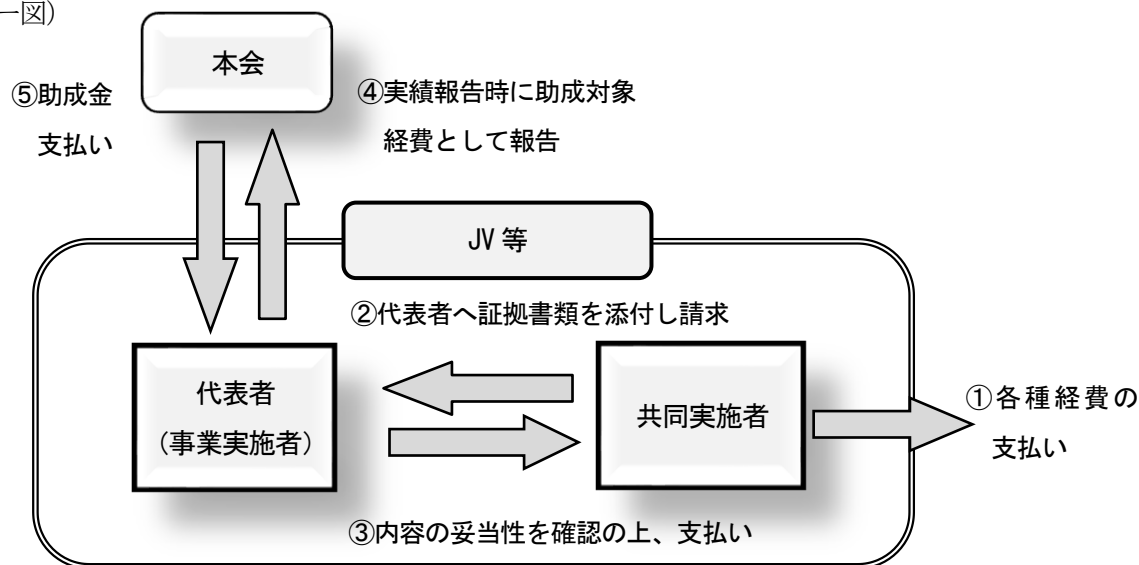 一図)
本会
⑤助成金
支払い
④実績報告時に助成対象
経費として報告
JV 等
②代表者へ証拠書類を添付し請求
代表者
(事業実施者)
共同実施者
①各種経費の
支払い
③内容の妥当性を確認の上、支払い